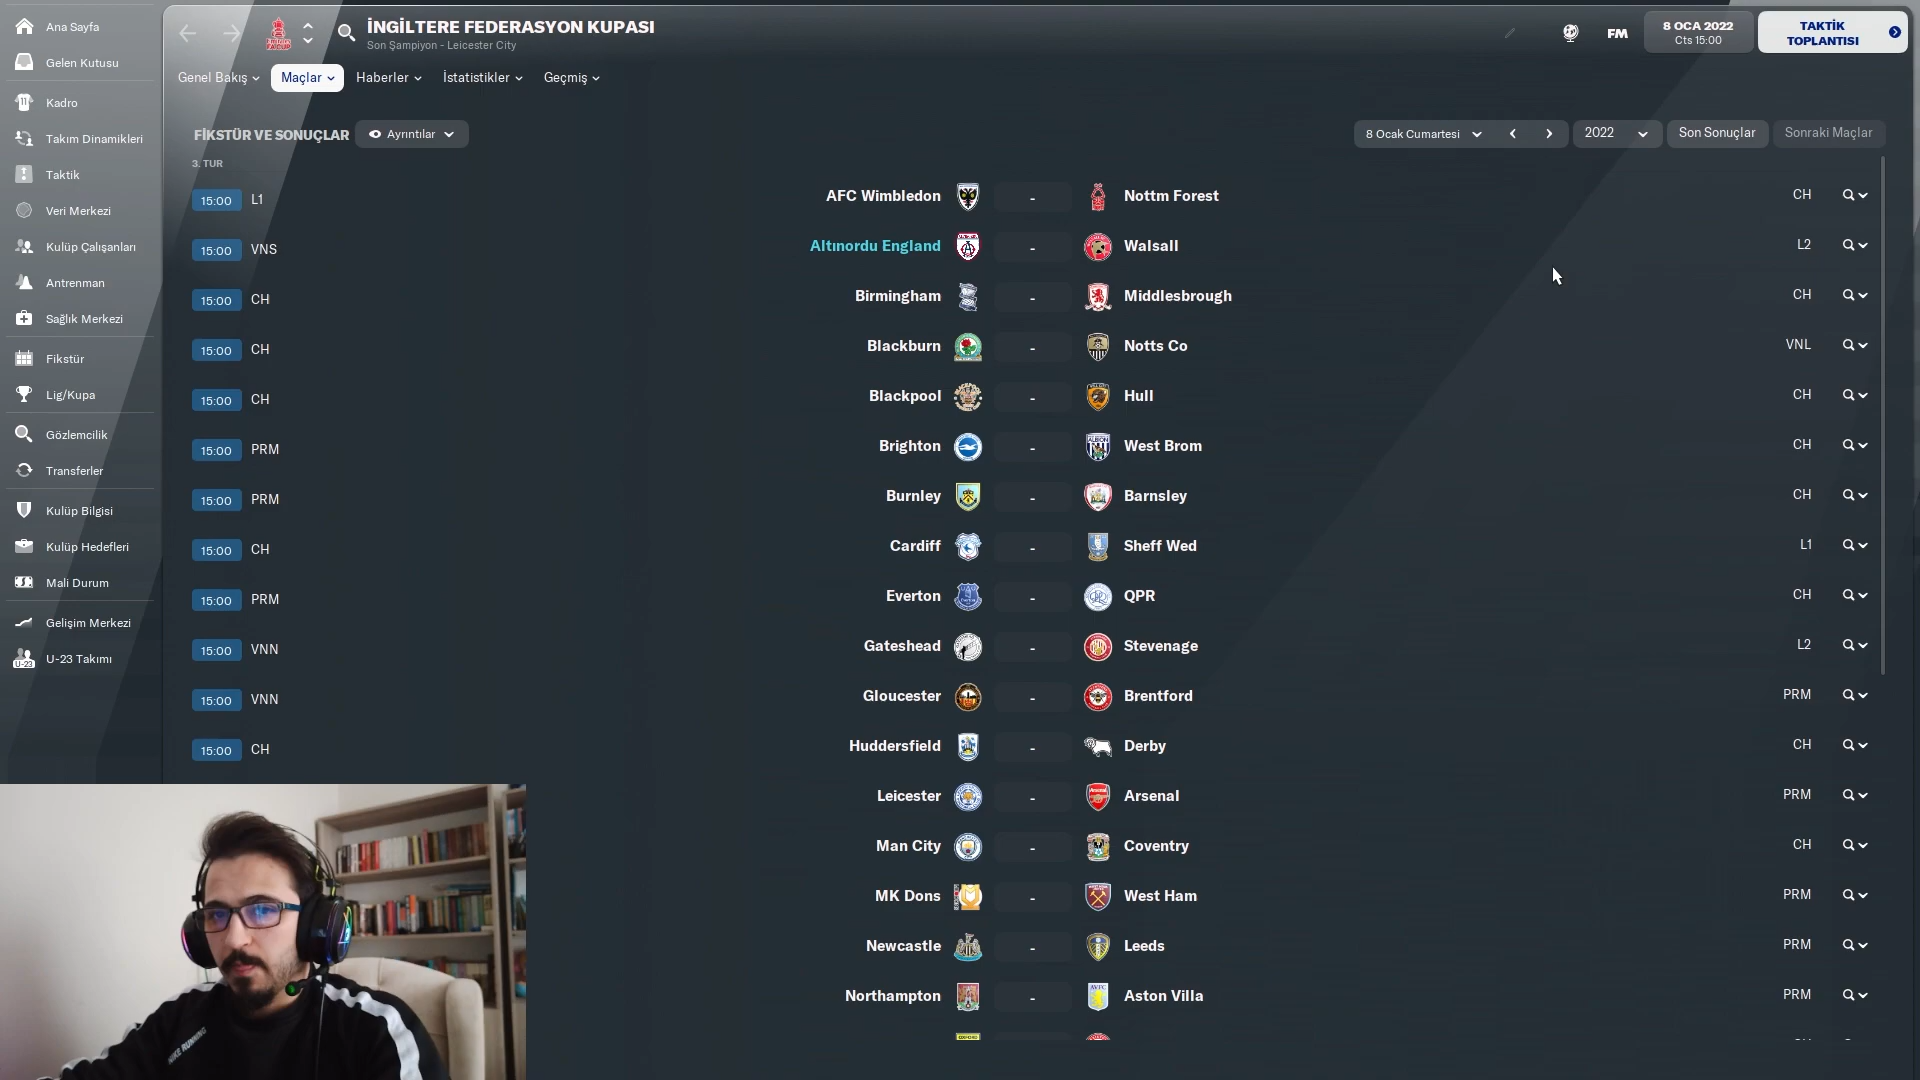 Ana Sayfa
Gelen Kutusu
Kadro
Takım Dinamikleri
Taktik
Veri Merkezi
Kulüp Çalışanları
Antrenman
Sağlık Merkezi
Fikstür
Lig/Kupa
Gözlemcilik
Transferler
Kulüp Bilgisi
Kulüp Hedefleri
Mali Durum
Gelişim Merkezi
U-23 Takımı
İNGİLTERE FEDERASYON KUPASI
Son Şampiyon - Leicester City
FM
8 OCA 2022
Cts 15:00
TAKTİK TOPLANTISI
Genel Bakış Maçlar Haberler İstatistikler Geçmiş
FİKSTÜR VE SONUÇLAR Ayrıntılar 8 Ocak Cumartesi 2022 Son Sonuçlar Sonraki Maçlar
3. TUR
15:00 L1 AFC Wimbledon - Nottm Forest CH
15:00 VNS Altınordu England - Walsall L2
15:00 CH Birmingham - Middlesbrough CH
15:00 CH Blackburn - Notts Co VNL
15:00 CH Blackpool - Hull CH
15:00 PRM Brighton - West Brom CH
15:00 PRM Burnley - Barnsley CH
15:00 CH Cardiff - Sheff Wed L1
15:00 PRM Everton - QPR CH
15:00 VNN Gateshead - Stevenage L2
15:00 VNN Gloucester - Brentford PRM
15:00 CH Huddersfield - Derby CH
Leicester - Arsenal PRM
Man City - Coventry CH
MK Dons - West Ham PRM
Newcastle - Leeds PRM
Northampton - Aston Villa PRM